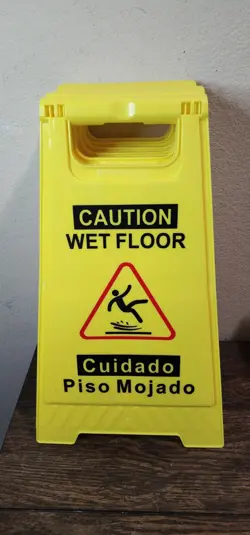 CAUTION
WET FLOOR
Cuidado
Piso Mojado